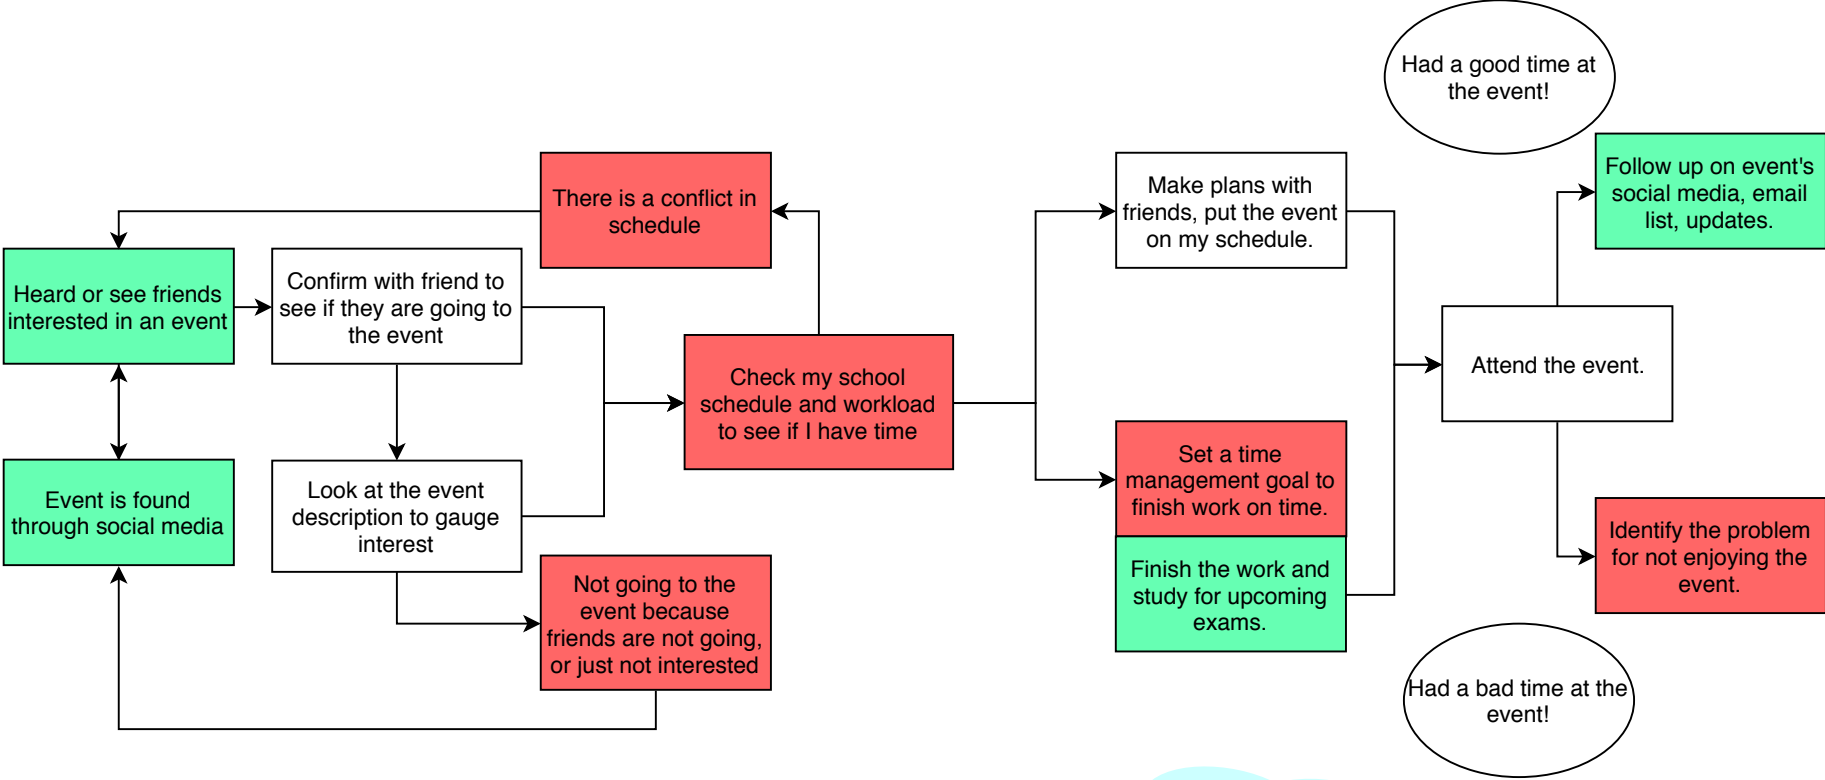 Had a good time at
the event!
Follow up on event's
social media, email
list, updates.
There is a conflict in
schedule
Make plans with
friends, put the event
on my schedule.
Heard or see friends
interested in an event
Confirm with friend to
see if they are going to
the event
Check my school
schedule and workload
to see if I have time
Attend the event.
Event is found
through social media
Look at the event
description to gauge
interest
Set a time
management goal to
finish work on time.
Finish the work and
study for upcoming
exams.
Identify the problem
for not enjoying the
event.
Not going to the
event because
friends are not going,
or just not interested
Had a bad time at the
event!